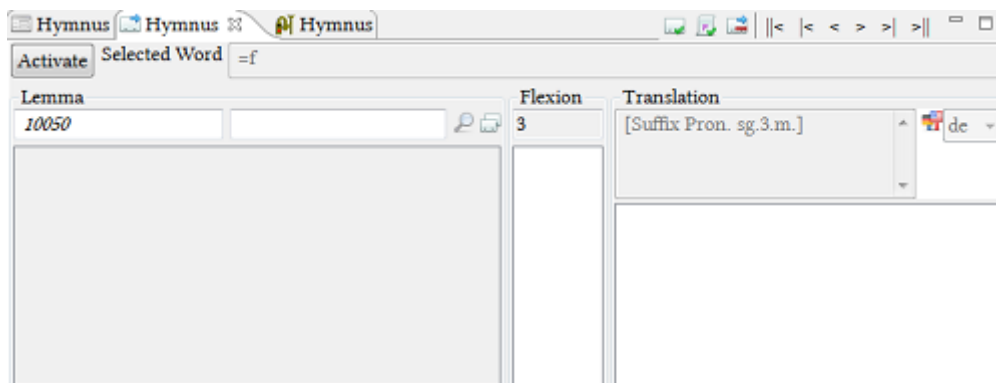 Hymnus Hymnus Hymnus ||< |< < > >| >||
Activate Selected Word =f
Lemma Flexion Translation
10050 3 [Suffix Pron. sg.3.m.] de